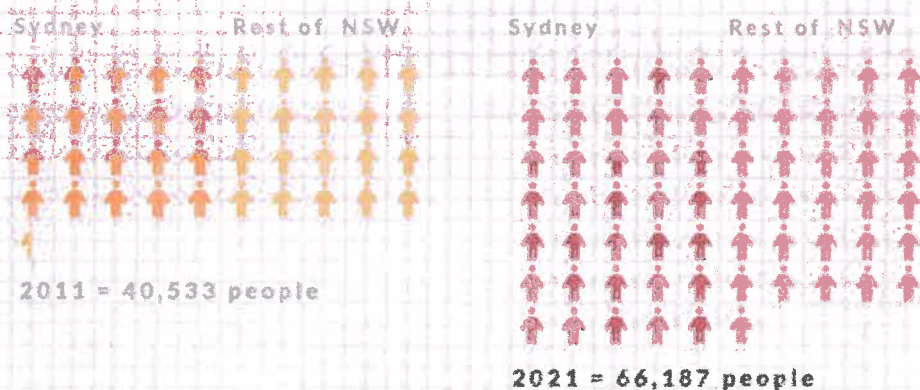 Sydney Rest of NSW
2011 = 40,533 people
Sydney Rest of NSW
2021 = 66,187 people